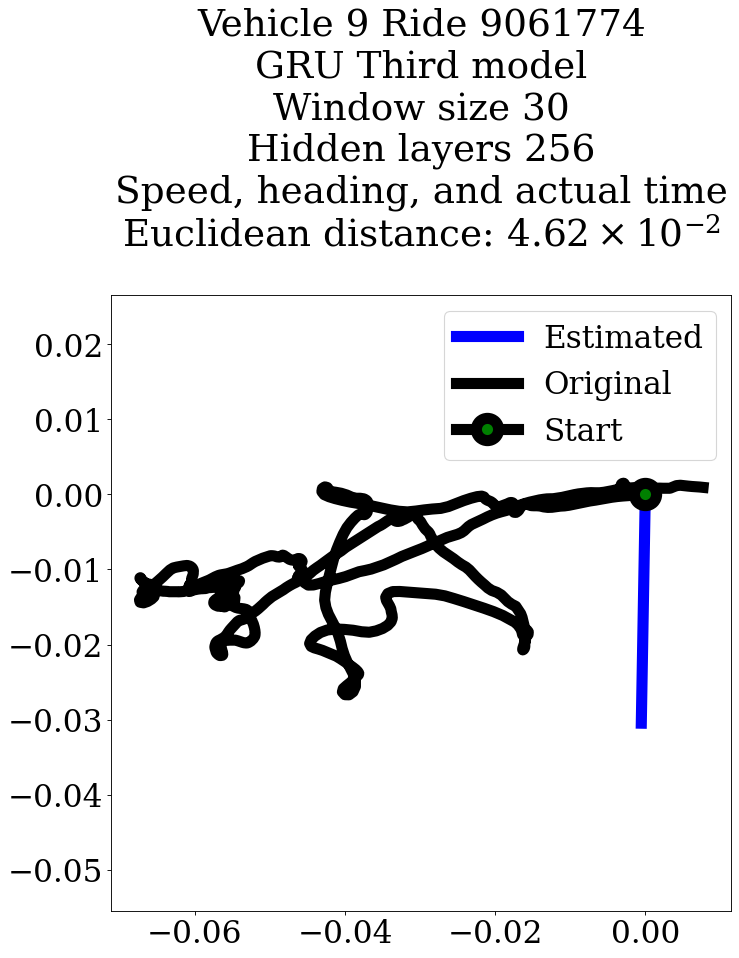 Vehicle 9 Ride 9061774
GRU Third model
Window size 30
Hidden layers 256
Speed, heading, and actual time
Euclidean distance: 4.62 × 10⁻²
Estimated
Original
Start
0.02
0.01
0.00
−0.01
−0.02
−0.03
−0.04
−0.05
−0.06 −0.04 −0.02 0.00